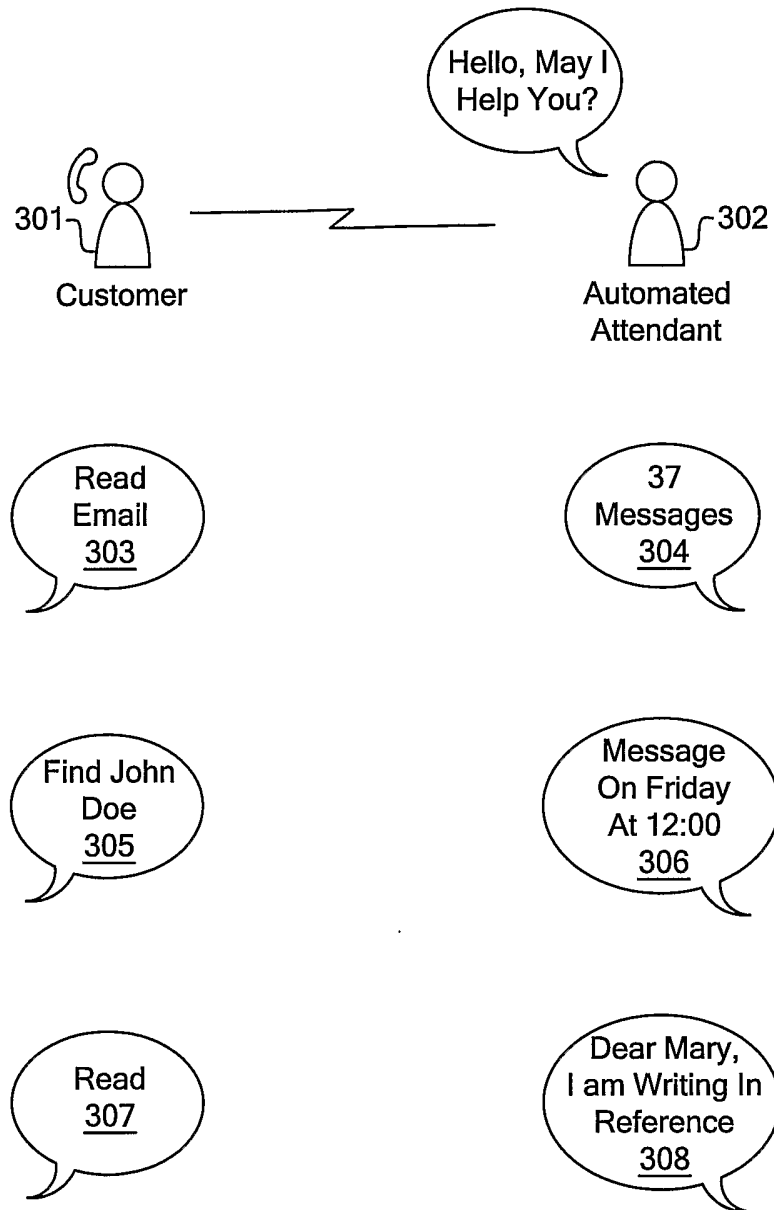 Hello, May I
Help You?
301
302
Customer
Automated
Attendant
Read
Email
303
37
Messages
304
Find John
Doe
305
Message
On Friday
At 12:00
306
Read
307
Dear Mary,
I am Writing In
Reference
308